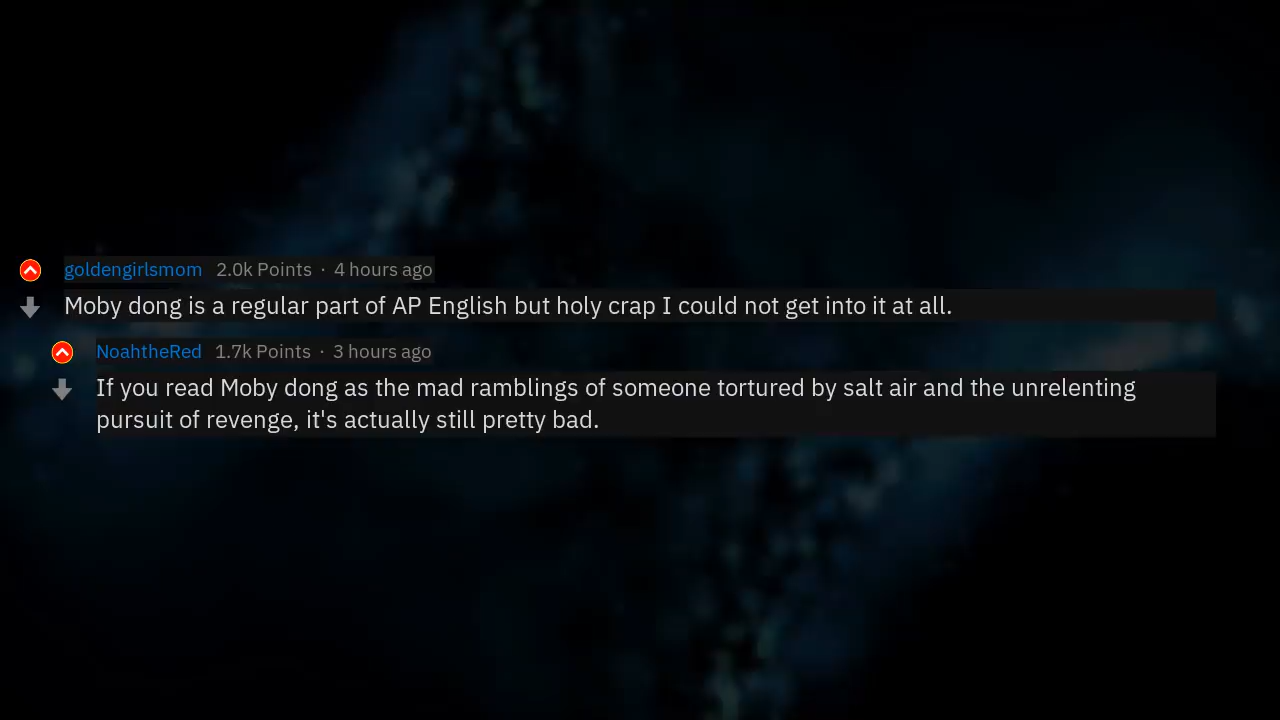 goldengirlsmom 2.0k Points · 4 hours ago
Moby dong is a regular part of AP English but holy crap I could not get into it at all.
NoahtheRed 1.7k Points · 3 hours ago
If you read Moby dong as the mad ramblings of someone tortured by salt air and the unrelenting
pursuit of revenge, it's actually still pretty bad.